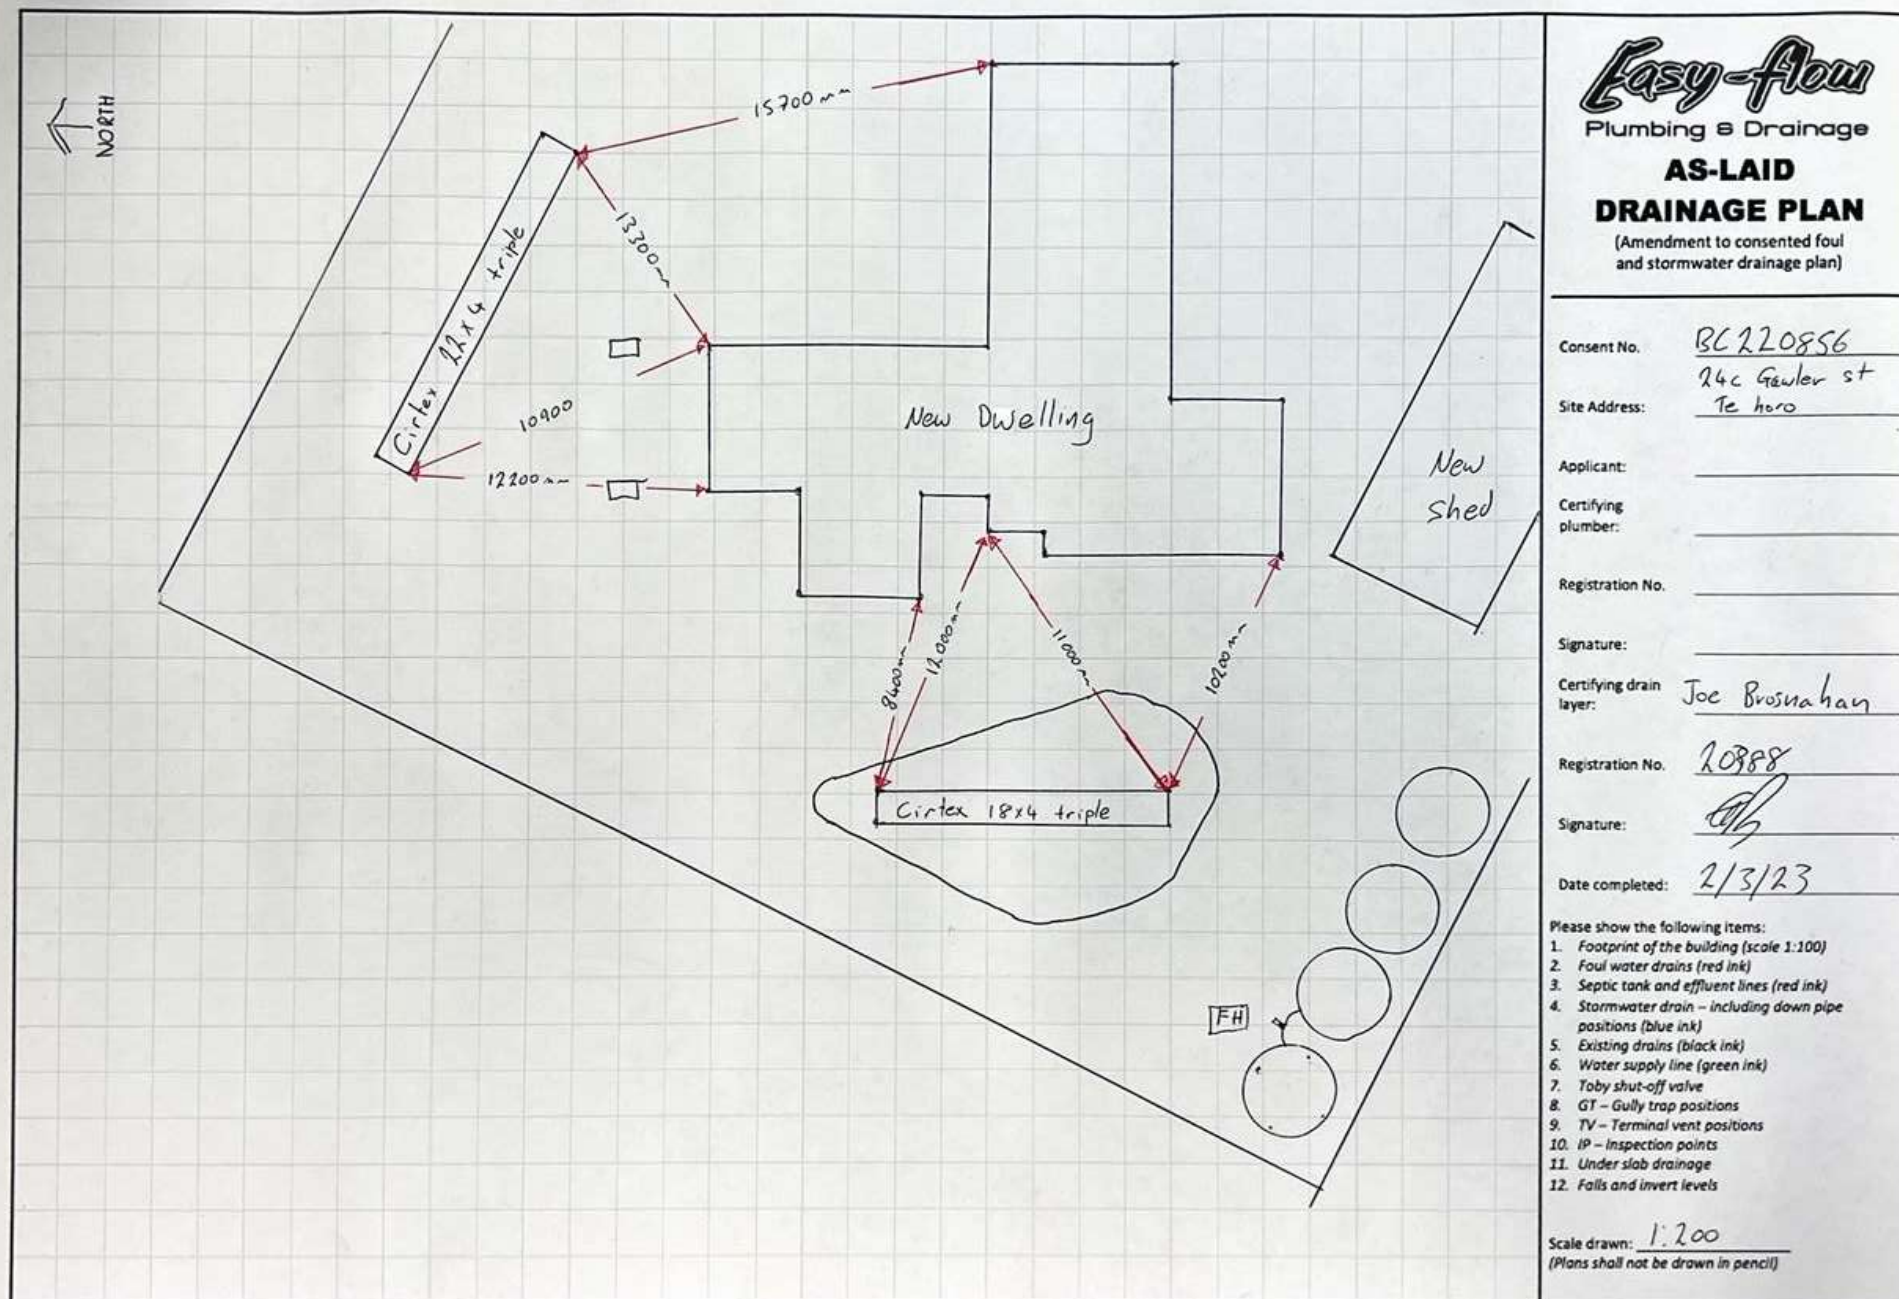 NORTH
15700mm
13300mm
Cirtex 22x4 triple
10900
12200mm
New Dwelling
New
Shed
8400mm
12000mm
11000mm
10200mm
Cirtex 18x4 triple
FH
Easy-flow
Plumbing & Drainage
AS-LAID
DRAINAGE PLAN
(Amendment to consented foul
and stormwater drainage plan)
Consent No. BC220856
24c Gawler st
Site Address: Te horo
Applicant:
Certifying
plumber:
Registration No.
Signature:
Certifying drain
layer: Joe Brosnahan
Registration No. 20388
Signature:
Date completed: 2/3/23
Please show the following items:
1. Footprint of the building (scale 1:100)
2. Foul water drains (red ink)
3. Septic tank and effluent lines (red ink)
4. Stormwater drain – including down pipe
positions (blue ink)
5. Existing drains (black ink)
6. Water supply line (green ink)
7. Toby shut-off valve
8. GT – Gully trap positions
9. TV – Terminal vent positions
10. IP – Inspection points
11. Under slab drainage
12. Falls and invert levels
Scale drawn: 1:200
(Plans shall not be drawn in pencil)